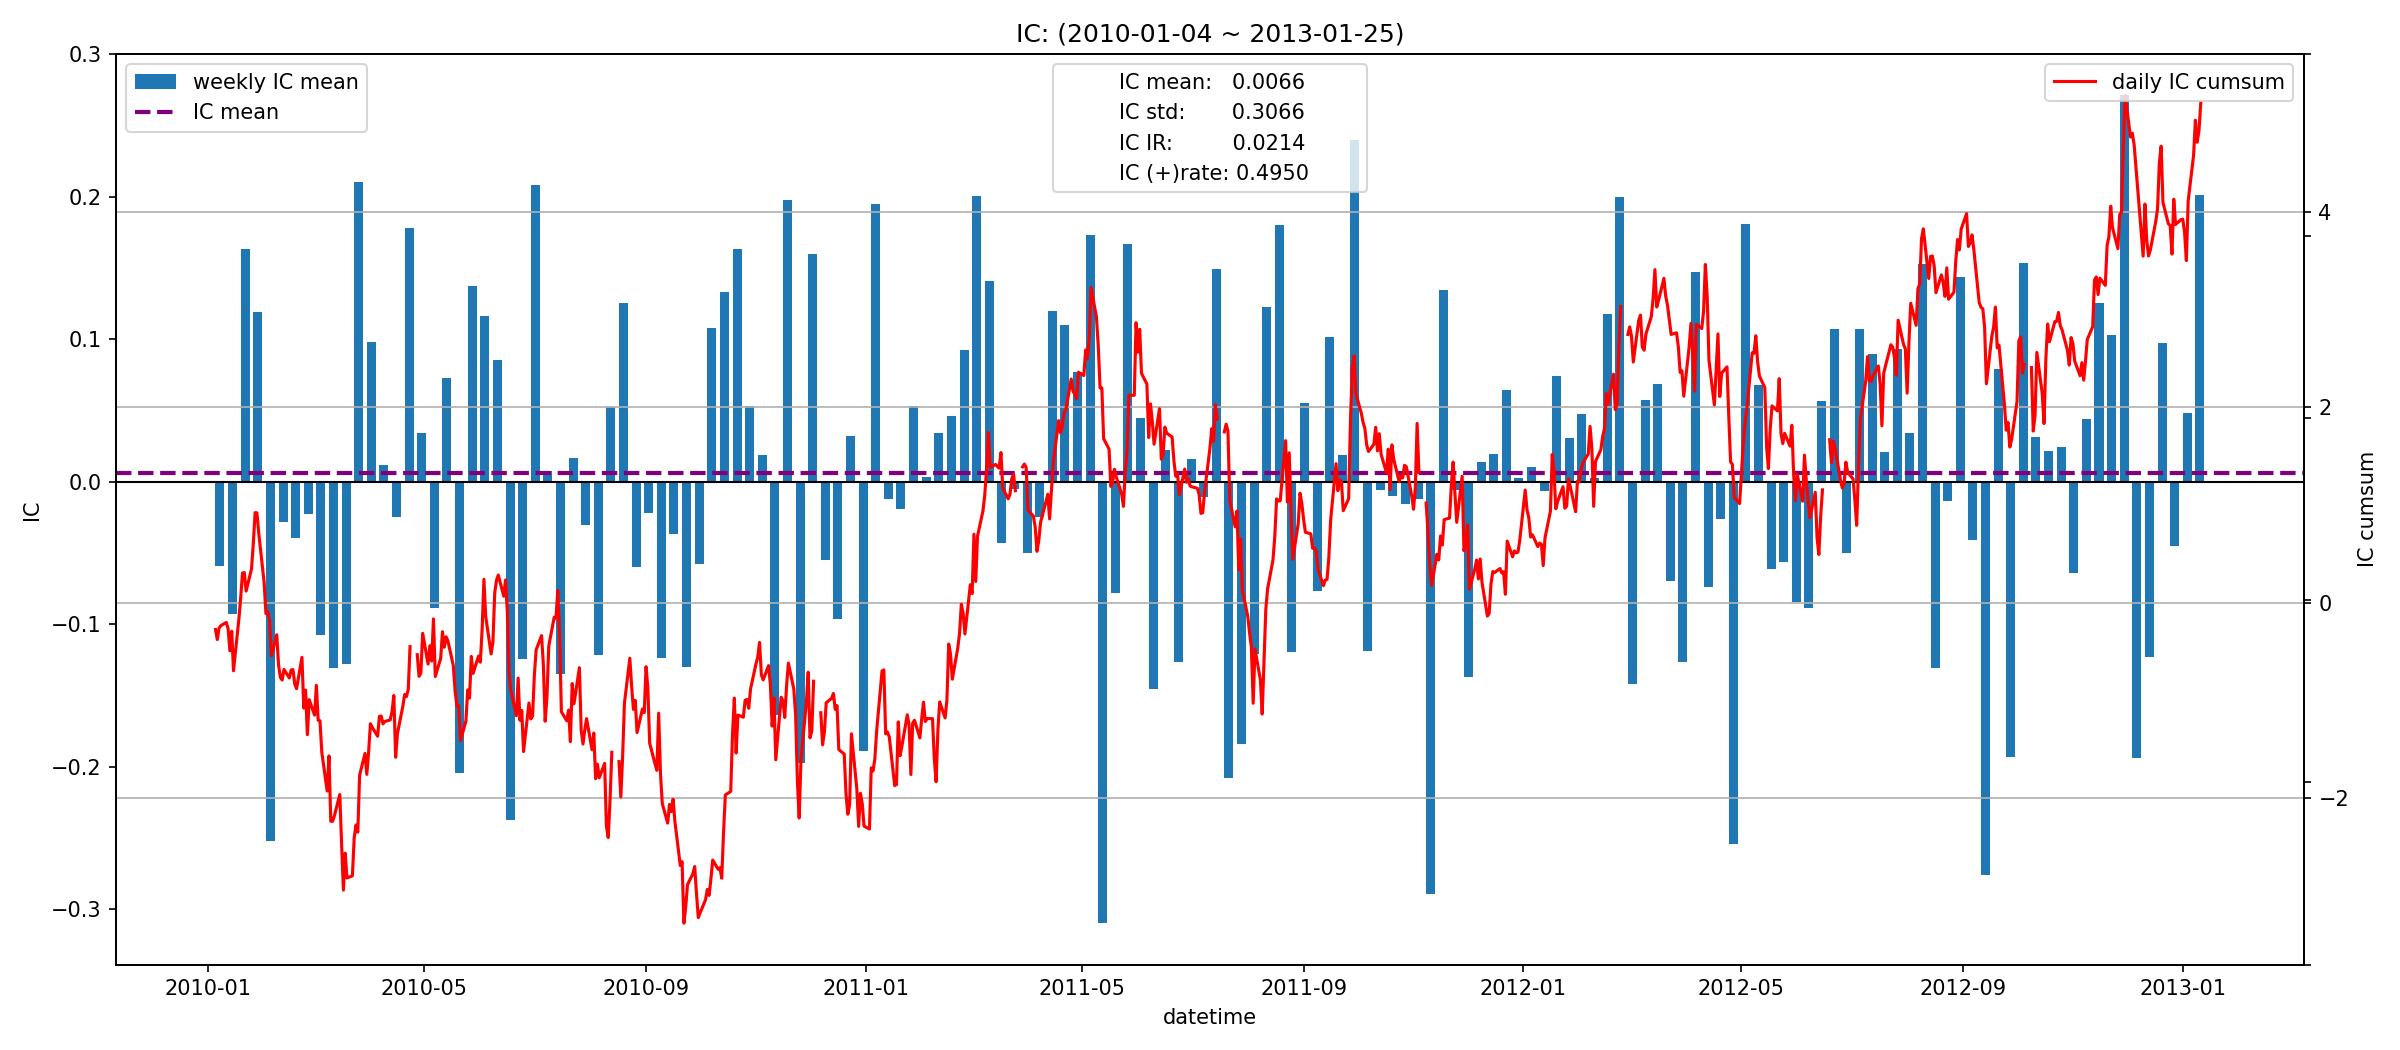 IC: (2010-01-04 ~ 2013-01-25)
weekly IC mean
IC mean
IC mean: 0.0066
IC std: 0.3066
IC IR: 0.0214
IC (+)rate: 0.4950
daily IC cumsum
0.3
0.2
0.1
0.0
−0.1
−0.2
−0.3
IC
4
2
0
−2
IC cumsum
2010-01
2010-05
2010-09
2011-01
2011-05
2011-09
2012-01
2012-05
2012-09
2013-01
datetime